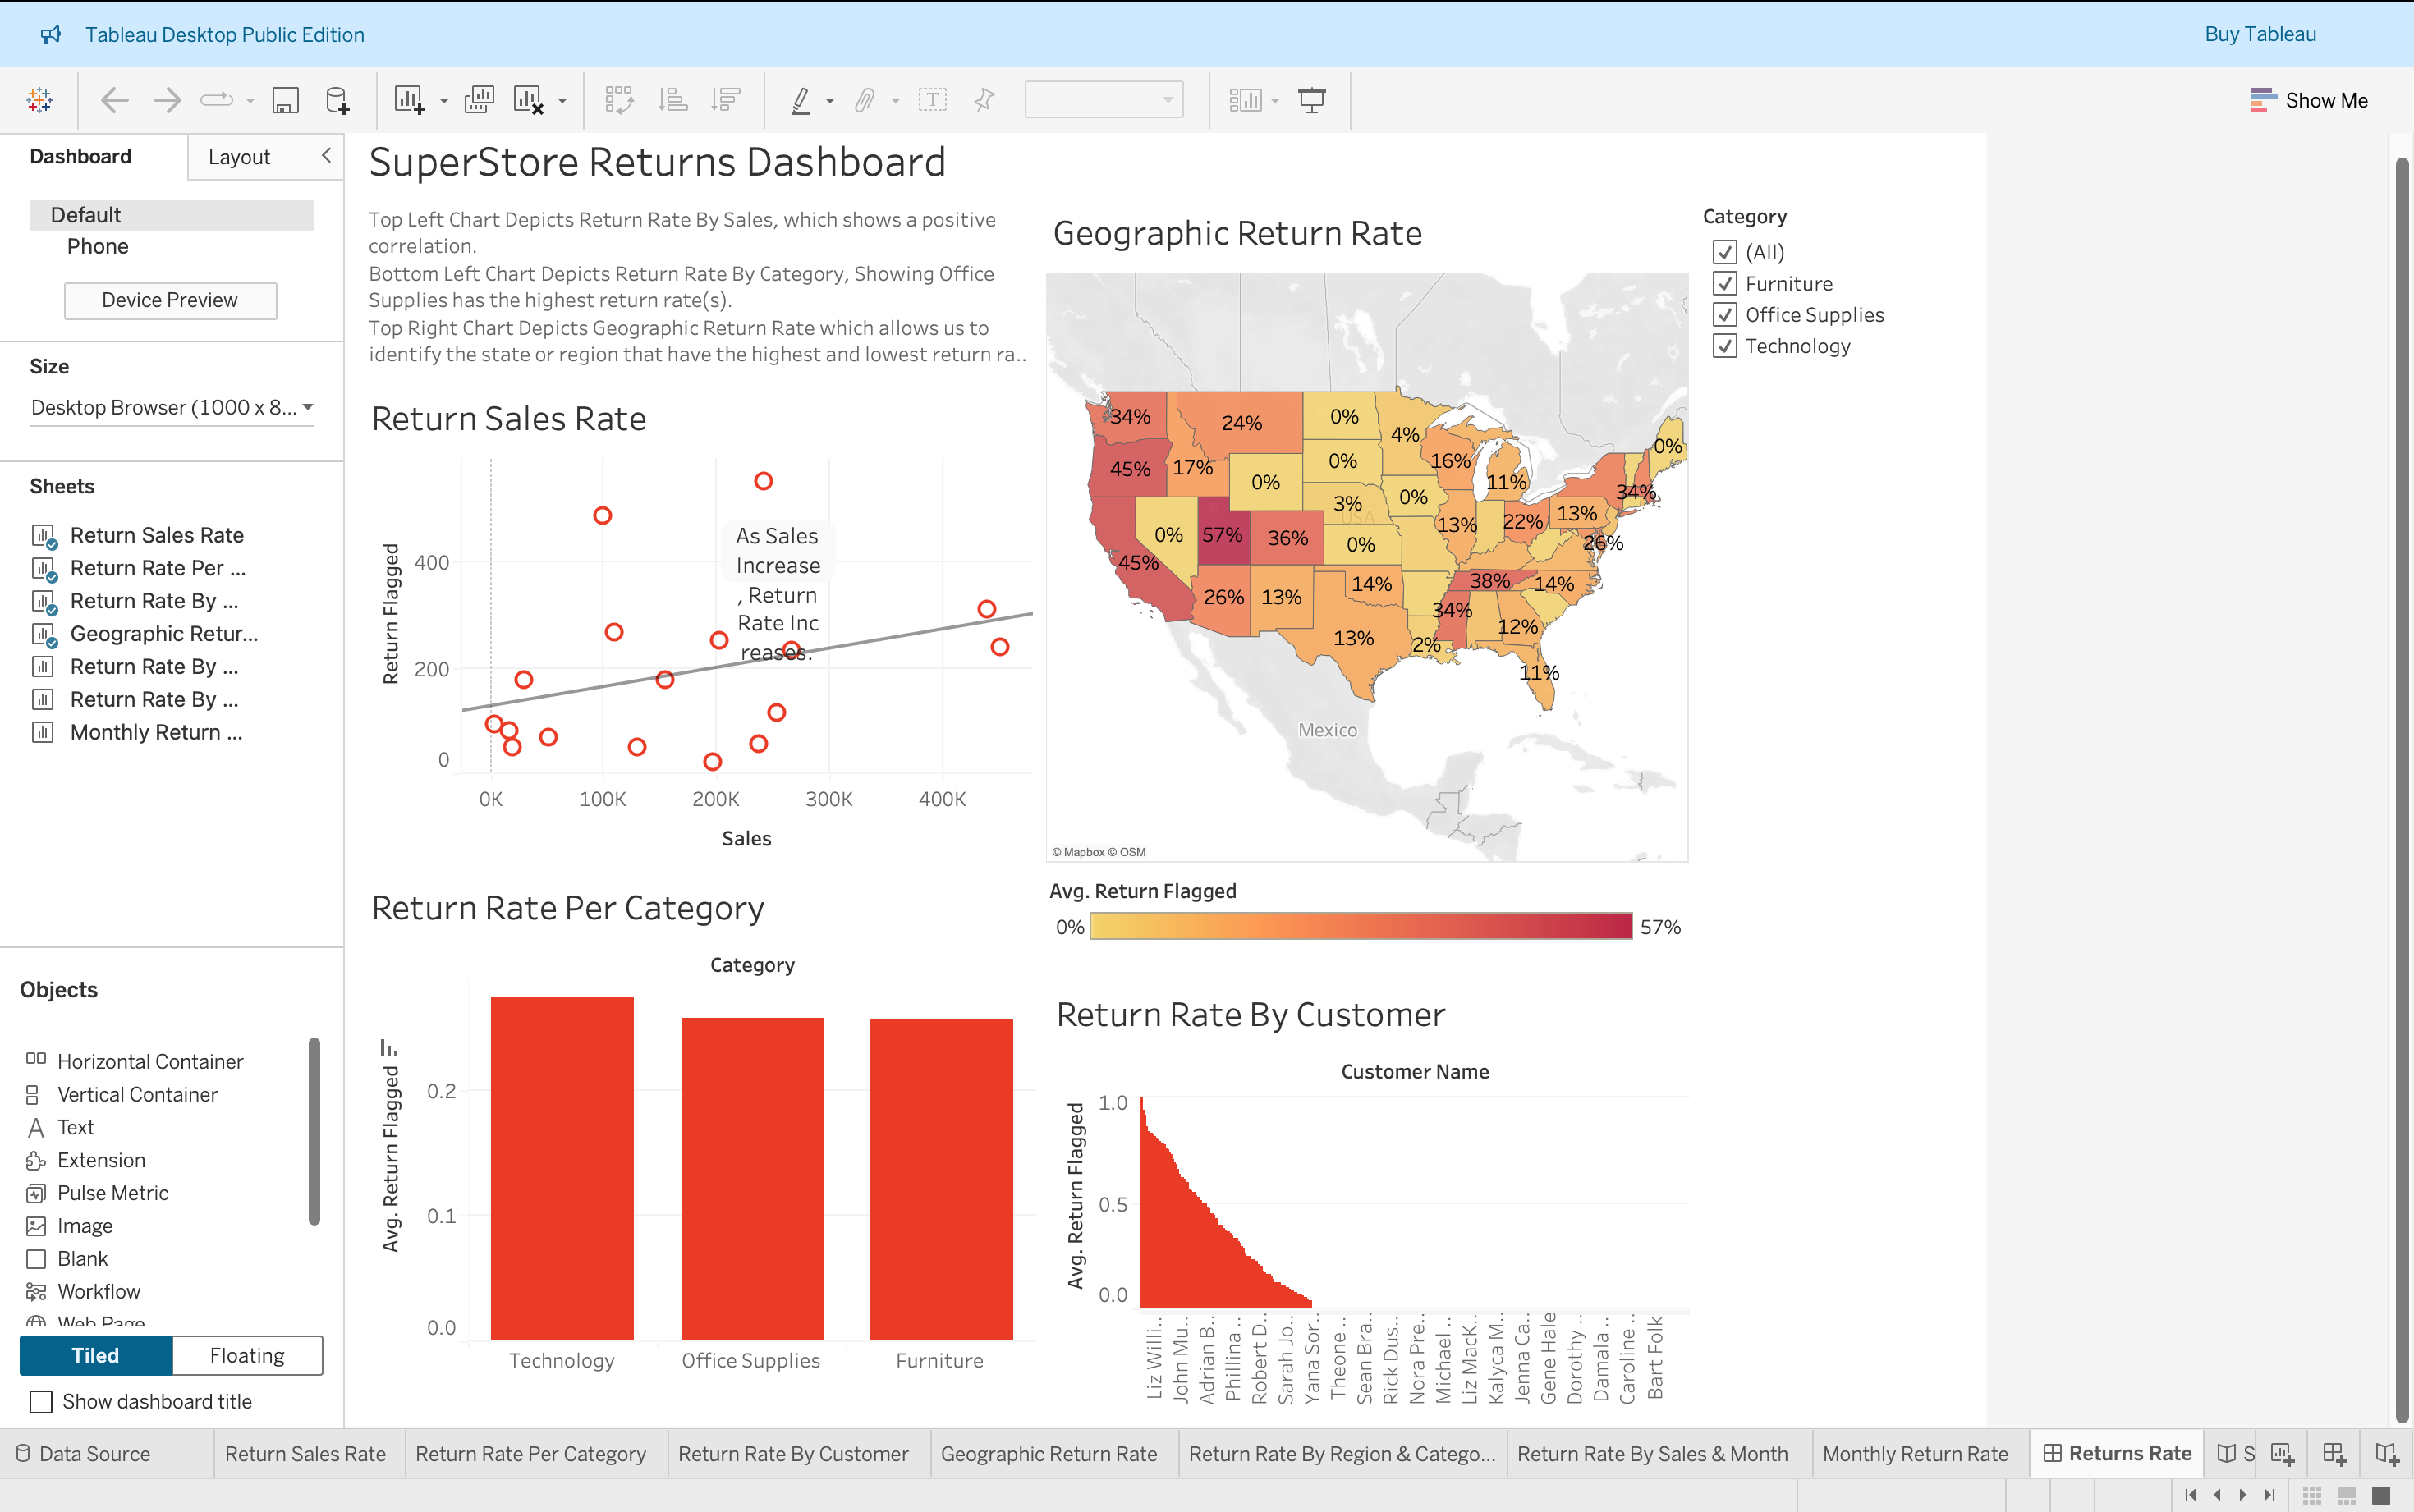 Tableau Desktop Public Edition
Buy Tableau
Show Me
Dashboard
Layout
Default
Phone
Device Preview
Size
Desktop Browser (1000 x 8...
Sheets
Return Sales Rate
Return Rate Per ...
Return Rate By ...
Geographic Retur...
Return Rate By ...
Return Rate By ...
Monthly Return ...
Objects
Horizontal Container
Vertical Container
Text
Extension
Pulse Metric
Image
Blank
Workflow
Web Page
Tiled
Floating
Show dashboard title
SuperStore Returns Dashboard
Top Left Chart Depicts Return Rate By Sales, which shows a positive
correlation.
Bottom Left Chart Depicts Return Rate By Category, Showing Office
Supplies has the highest return rate(s).
Top Right Chart Depicts Geographic Return Rate which allows us to
identify the state or region that have the highest and lowest return ra..
Return Sales Rate
Return Flagged
400
200
0
As Sales
Increase
, Return
Rate Inc
reases.
0K
100K
200K
300K
400K
Sales
Return Rate Per Category
Category
Avg. Return Flagged
0.2
0.1
0.0
Technology
Office Supplies
Furniture
Geographic Return Rate
34%
24%
0%
4%
0%
45%
17%
0%
16%
11%
0%
0%
3%
34%
0%
57%
36%
0%
13%
22%
13%
26%
45%
26%
13%
14%
38%
14%
34%
13%
2%
12%
11%
USA
Mexico
© Mapbox © OSM
Avg. Return Flagged
0%
57%
Category
(All)
Furniture
Office Supplies
Technology
Return Rate By Customer
Customer Name
Avg. Return Flagged
1.0
0.5
0.0
Liz Willi..
John Mu..
Adrian B..
Phillina ..
Robert D..
Sarah Jo..
Yana Sor..
Theone ..
Sean Bra..
Rick Dus..
Nora Pre..
Michael ..
Liz MacK..
Kalyca M..
Jenna Ca..
Gene Hale
Dorothy ..
Damala ..
Caroline ..
Bart Folk
Data Source
Return Sales Rate
Return Rate Per Category
Return Rate By Customer
Geographic Return Rate
Return Rate By Region & Catego...
Return Rate By Sales & Month
Monthly Return Rate
Returns Rate
S